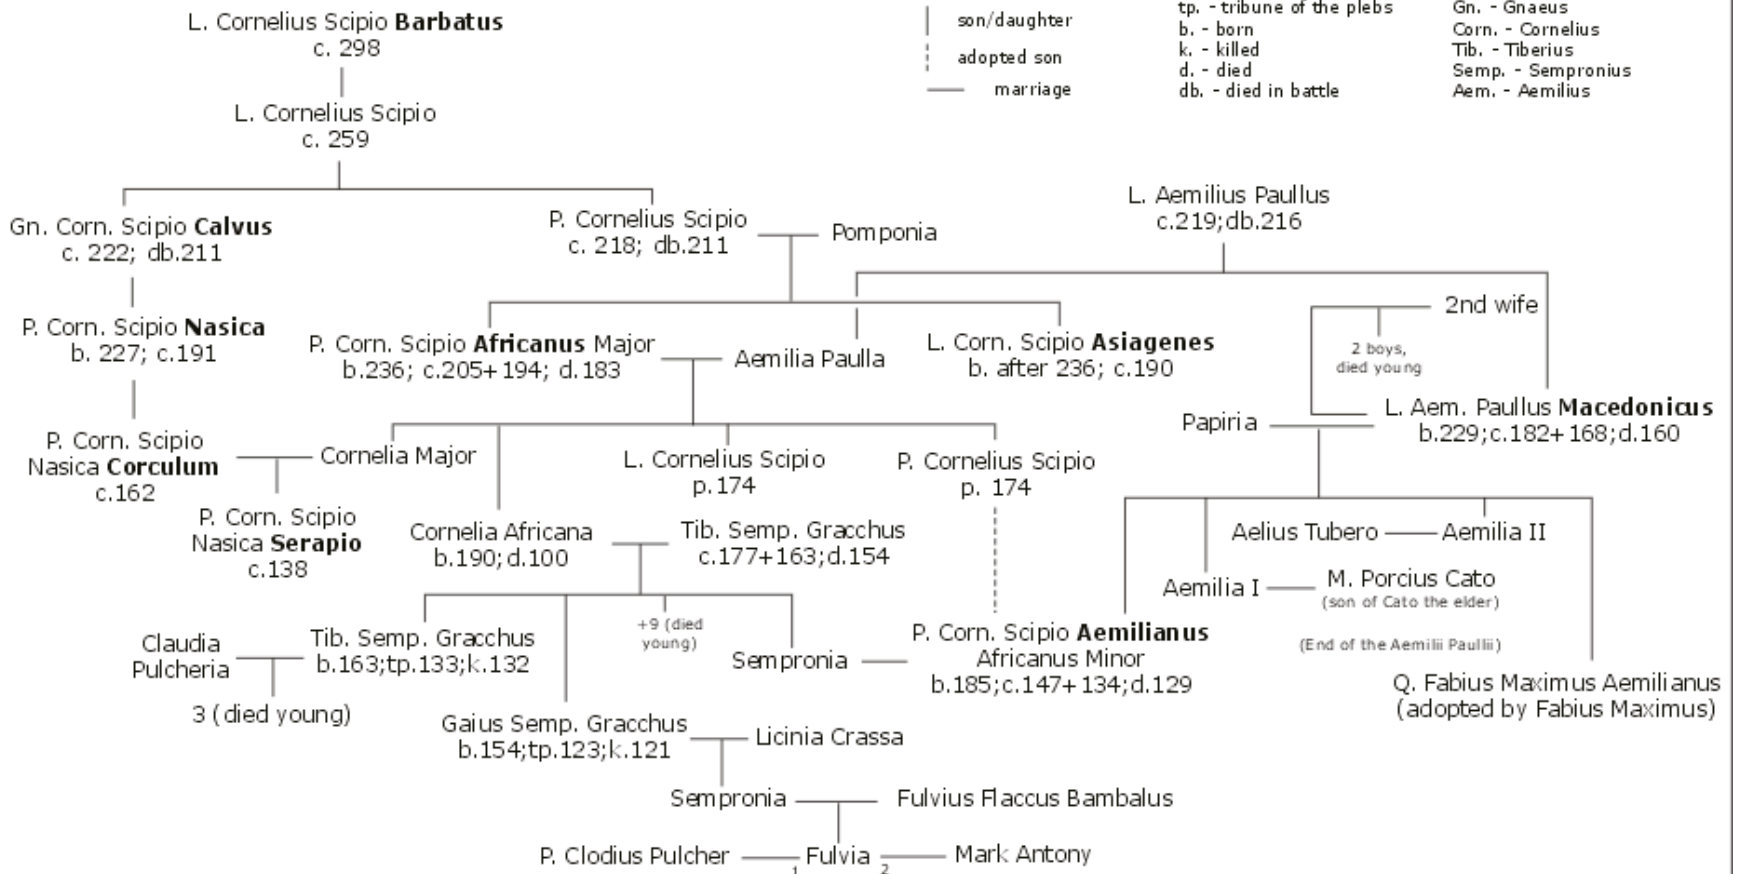 L. Cornelius Scipio Barbatus
c. 298
son/daughter
adopted son
marriage
tp. - tribune of the plebs
b. - born
k. - killed
d. - died
db. - died in battle
Gn. - Gnaeus
Corn. - Cornelius
Tib. - Tiberius
Semp. - Sempronius
Aem. - Aemilius
L. Cornelius Scipio
c. 259
Gn. Corn. Scipio Calvus
c. 222; db.211
P. Cornelius Scipio
c. 218; db.211
Pomponia
L. Aemilius Paullus
c.219;db.216
P. Corn. Scipio Nasica
b. 227; c.191
P. Corn. Scipio Africanus Major
b.236; c.205+194; d.183
Aemilia Paulla
L. Corn. Scipio Asiagenes
b. after 236; c.190
2nd wife
2 boys,
died young
Papiria
L. Aem. Paullus Macedonicus
b.229;c.182+168;d.160
P. Corn. Scipio
Nasica Corculum
c.162
Cornelia Major
L. Cornelius Scipio
p.174
P. Cornelius Scipio
p. 174
P. Corn. Scipio
Nasica Serapio
c.138
Cornelia Africana
b.190;d.100
Tib. Semp. Gracchus
c.177+163;d.154
Aelius Tubero
Aemilia II
Aemilia I
M. Porcius Cato
(son of Cato the elder)
(End of the Aemilii Paullii)
Claudia
Pulcheria
Tib. Semp. Gracchus
b.163;tp.133;k.132
+9 (died
young)
Sempronia
P. Corn. Scipio Aemilianus
Africanus Minor
b.185;c.147+134;d.129
Q. Fabius Maximus Aemilianus
(adopted by Fabius Maximus)
3 (died young)
Gaius Semp. Gracchus
b.154;tp.123;k.121
Licinia Crassa
Sempronia
Fulvius Flaccus Bambalus
P. Clodius Pulcher
1
Fulvia
2
Mark Antony